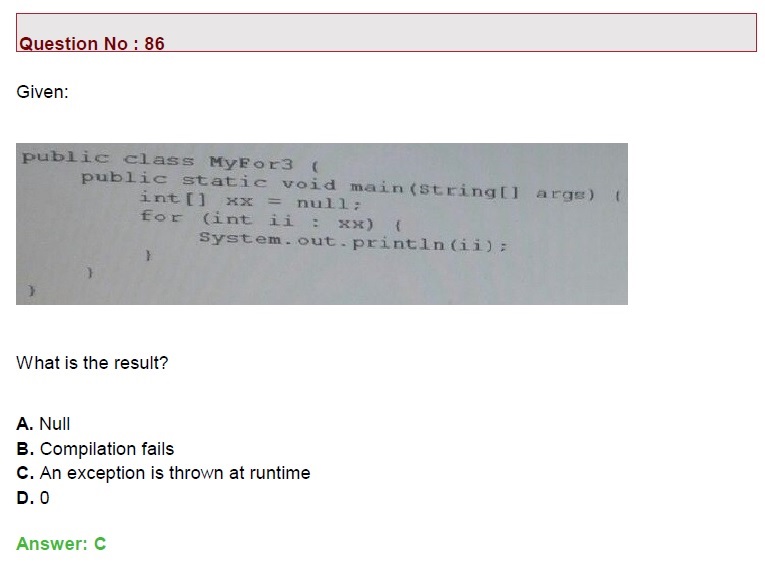 Question No : 86
Given:
public class MyFor3 {
public static void main(String[] args) {
int[] xx = null;
for (int ii : xx) {
System.out.println(ii);
}
}
}
What is the result?
A. Null
B. Compilation fails
C. An exception is thrown at runtime
D. 0
Answer: C